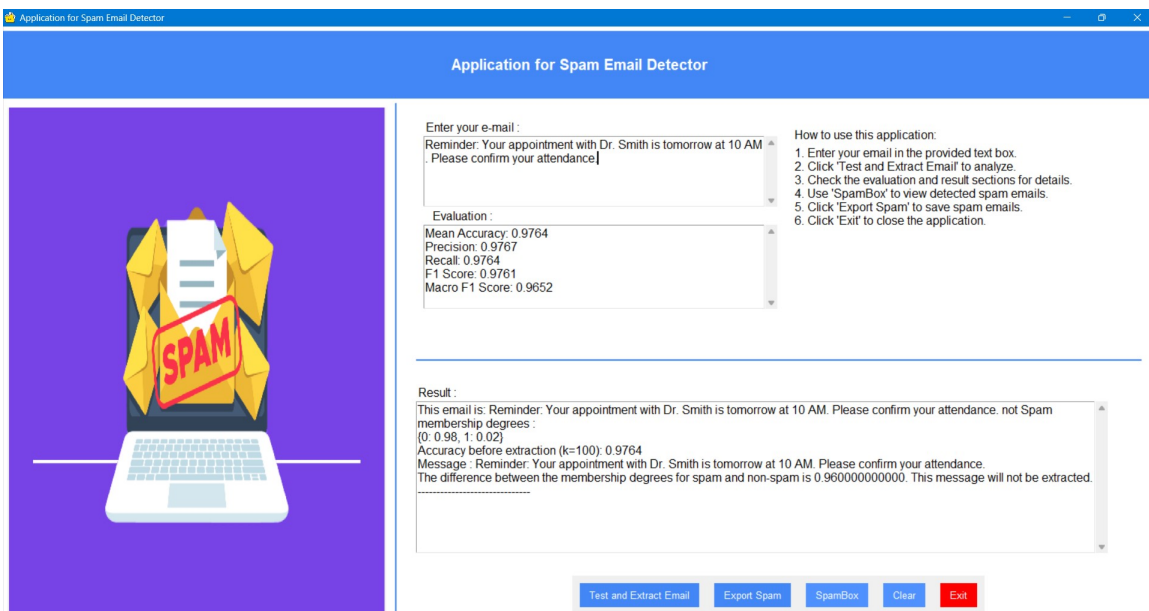 Application for Spam Email Detector
Application for Spam Email Detector
SPAM
Enter your e-mail :
Reminder: Your appointment with Dr. Smith is tomorrow at 10 AM
. Please confirm your attendance.
Evaluation :
Mean Accuracy: 0.9764
Precision: 0.9767
Recall: 0.9764
F1 Score: 0.9761
Macro F1 Score: 0.9652
How to use this application:
1. Enter your email in the provided text box.
2. Click 'Test and Extract Email' to analyze.
3. Check the evaluation and result sections for details.
4. Use 'SpamBox' to view detected spam emails.
5. Click 'Export Spam' to save spam emails.
6. Click 'Exit' to close the application.
Result :
This email is: Reminder: Your appointment with Dr. Smith is tomorrow at 10 AM. Please confirm your attendance. not Spam
membership degrees :
{0: 0.98, 1: 0.02}
Accuracy before extraction (k=100): 0.9764
Message : Reminder: Your appointment with Dr. Smith is tomorrow at 10 AM. Please confirm your attendance.
The difference between the membership degrees for spam and non-spam is 0.960000000000. This message will not be extracted.
------------------------------
Test and Extract Email
Export Spam
SpamBox
Clear
Exit